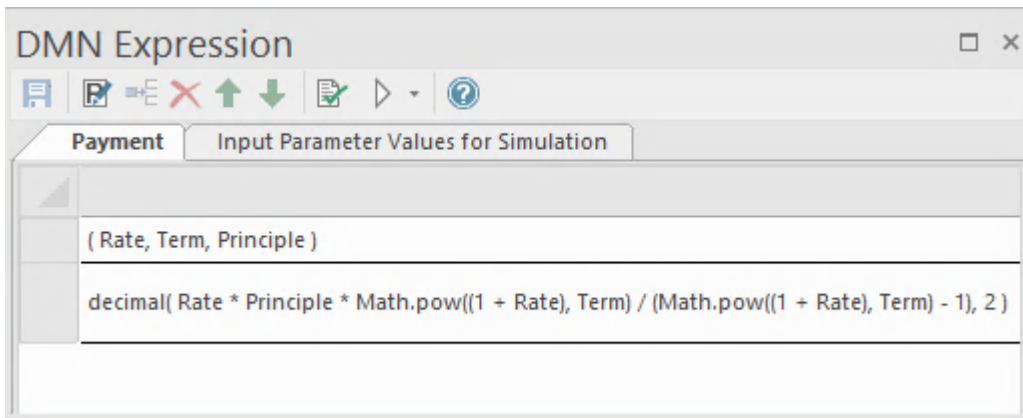 DMN Expression
Payment
Input Parameter Values for Simulation
( Rate, Term, Principle )
decimal( Rate * Principle * Math.pow((1 + Rate), Term) / (Math.pow((1 + Rate), Term) - 1), 2 )